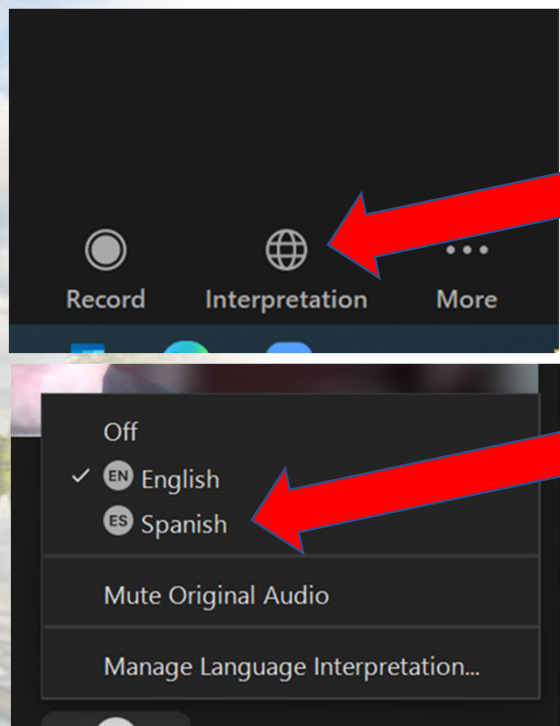 Record Interpretation More
Off
EN English
ES Spanish
Mute Original Audio
Manage Language Interpretation...